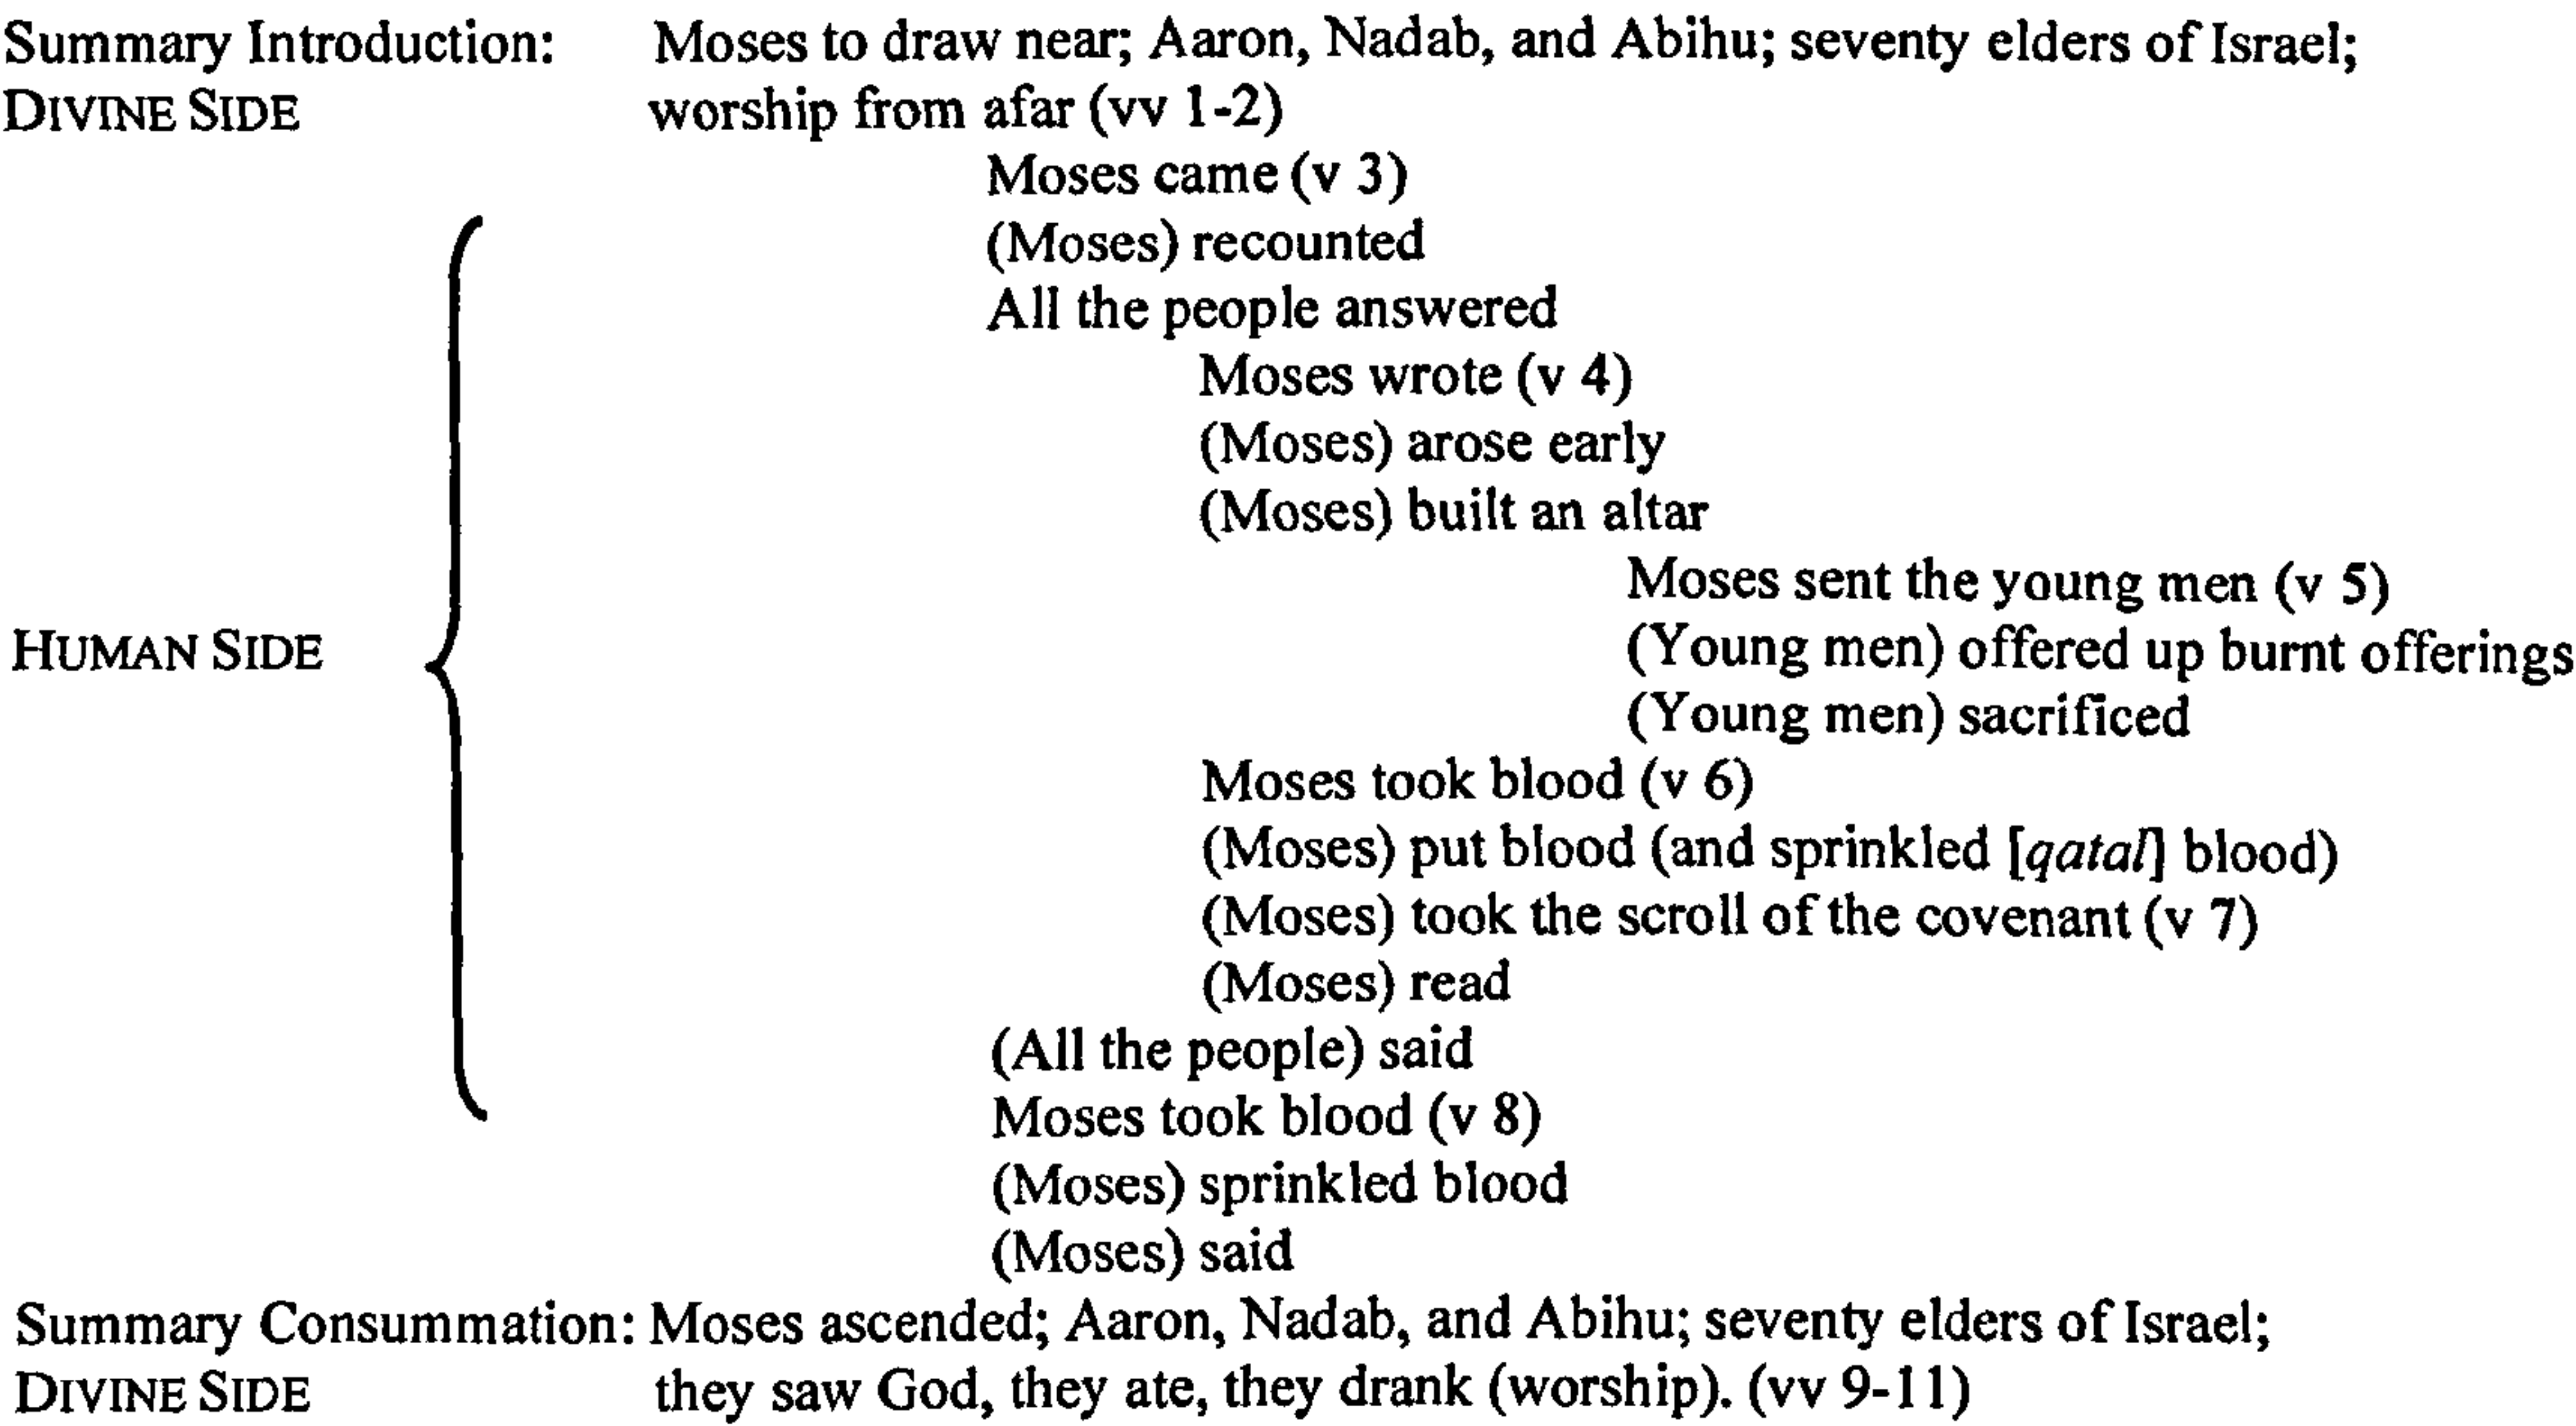 Summary Introduction: Moses to draw near; Aaron, Nadab, and Abihu; seventy elders of Israel;
DIVINE SIDE worship from afar (vv 1-2)
Moses came (v 3)
(Moses) recounted
All the people answered
Moses wrote (v 4)
(Moses) arose early
(Moses) built an altar
Moses sent the young men (v 5)
HUMAN SIDE (Young men) offered up burnt offerings
(Young men) sacrificed
Moses took blood (v 6)
(Moses) put blood (and sprinkled [qatal] blood)
(Moses) took the scroll of the covenant (v 7)
(Moses) read
(All the people) said
Moses took blood (v 8)
(Moses) sprinkled blood
(Moses) said
Summary Consummation: Moses ascended; Aaron, Nadab, and Abihu; seventy elders of Israel;
DIVINE SIDE they saw God, they ate, they drank (worship). (vv 9-11)